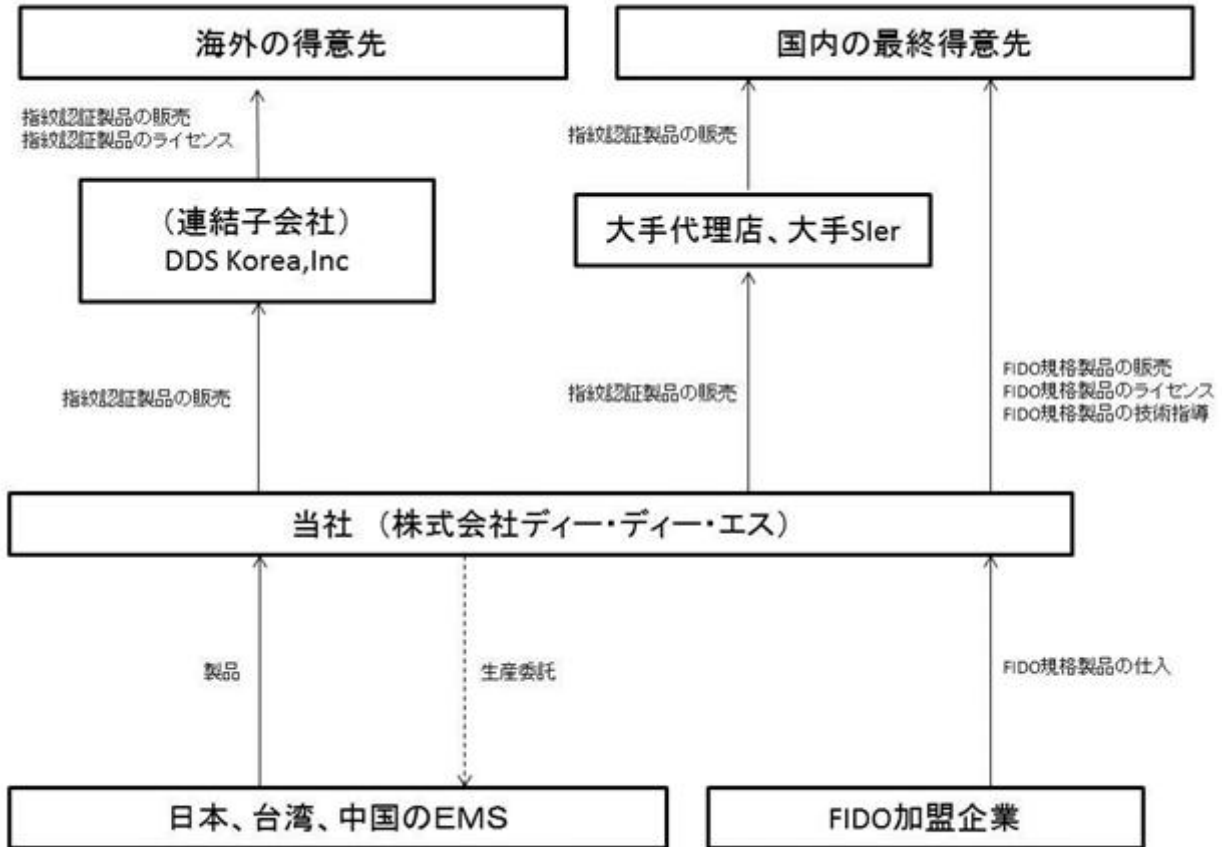 海外の得意先
国内の最終得意先
指紋認証製品の販売
指紋認証製品のライセンス
指紋認証製品の販売
（連結子会社）
DDS Korea,Inc
大手代理店、大手SIer
指紋認証製品の販売
指紋認証製品の販売
FIDO規格製品の販売
FIDO規格製品のライセンス
FIDO規格製品の技術指導
当社 （株式会社ディー・ディー・エス）
製品
生産委託
FIDO規格製品の仕入
日本、台湾、中国のEMS
FIDO加盟企業